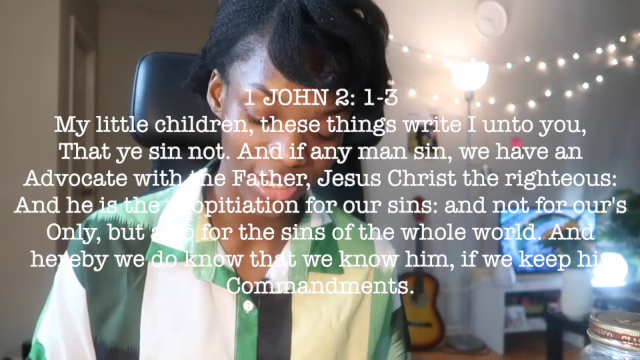 1 JOHN 2: 1-3
My little children, these things write I unto you,
That ye sin not. And if any man sin, we have an
Advocate with the Father, Jesus Christ the righteous:
And he is the propitiation for our sins: and not for our's
Only, but also for the sins of the whole world. And
hereby we do know that we know him, if we keep his
Commandments.